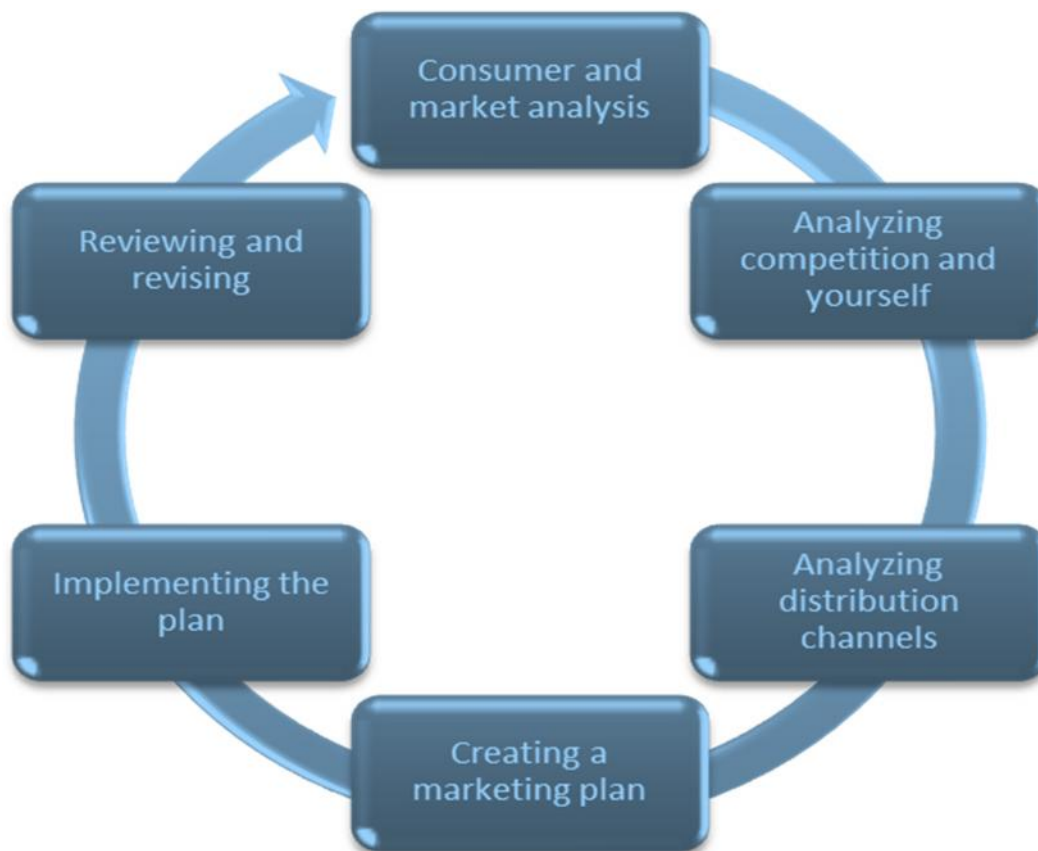 Consumer and
market analysis
Analyzing
competition and
yourself
Analyzing
distribution
channels
Creating a
marketing plan
Implementing the
plan
Reviewing and
revising